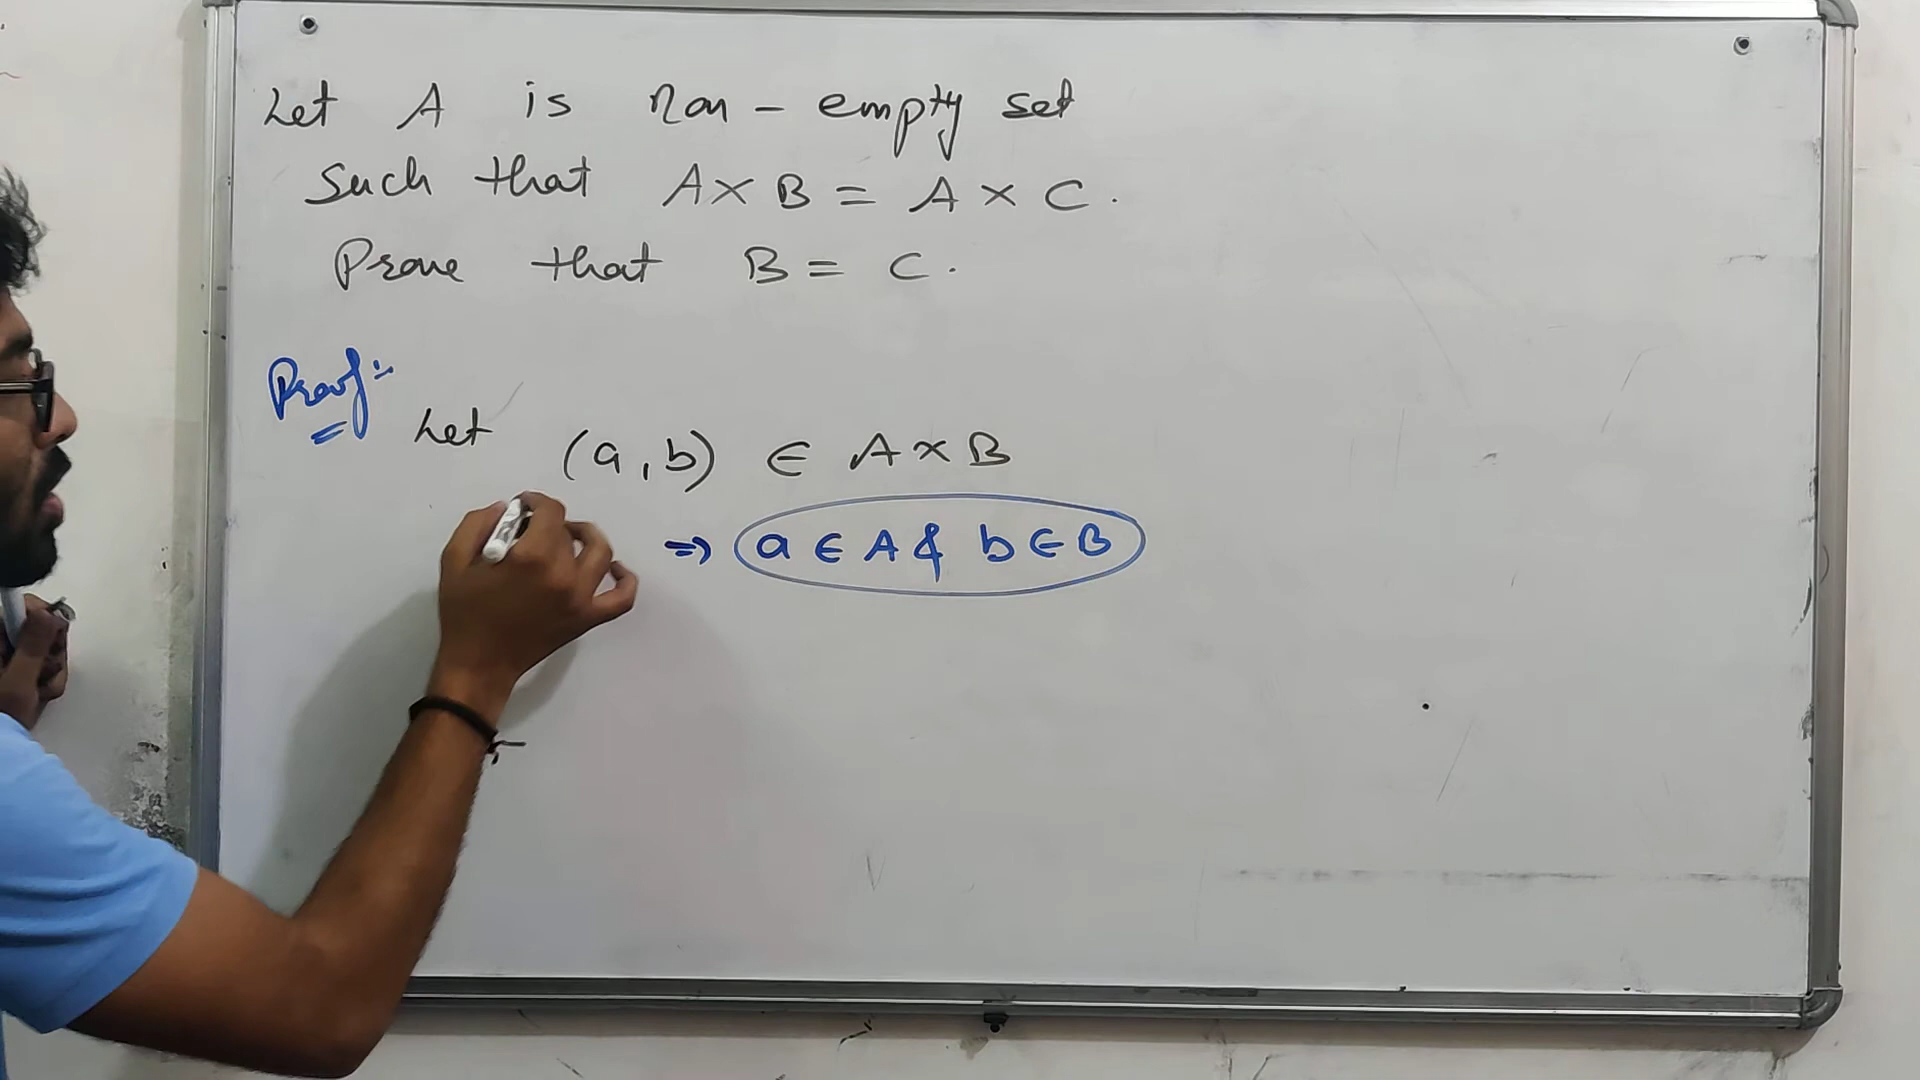 Let A is non-empty set
Such that A×B = A × C.
Prove that B = C.
Proof:-
Let (a, b) ∈ A×B
⇒ a ∈ A & b ∈ B